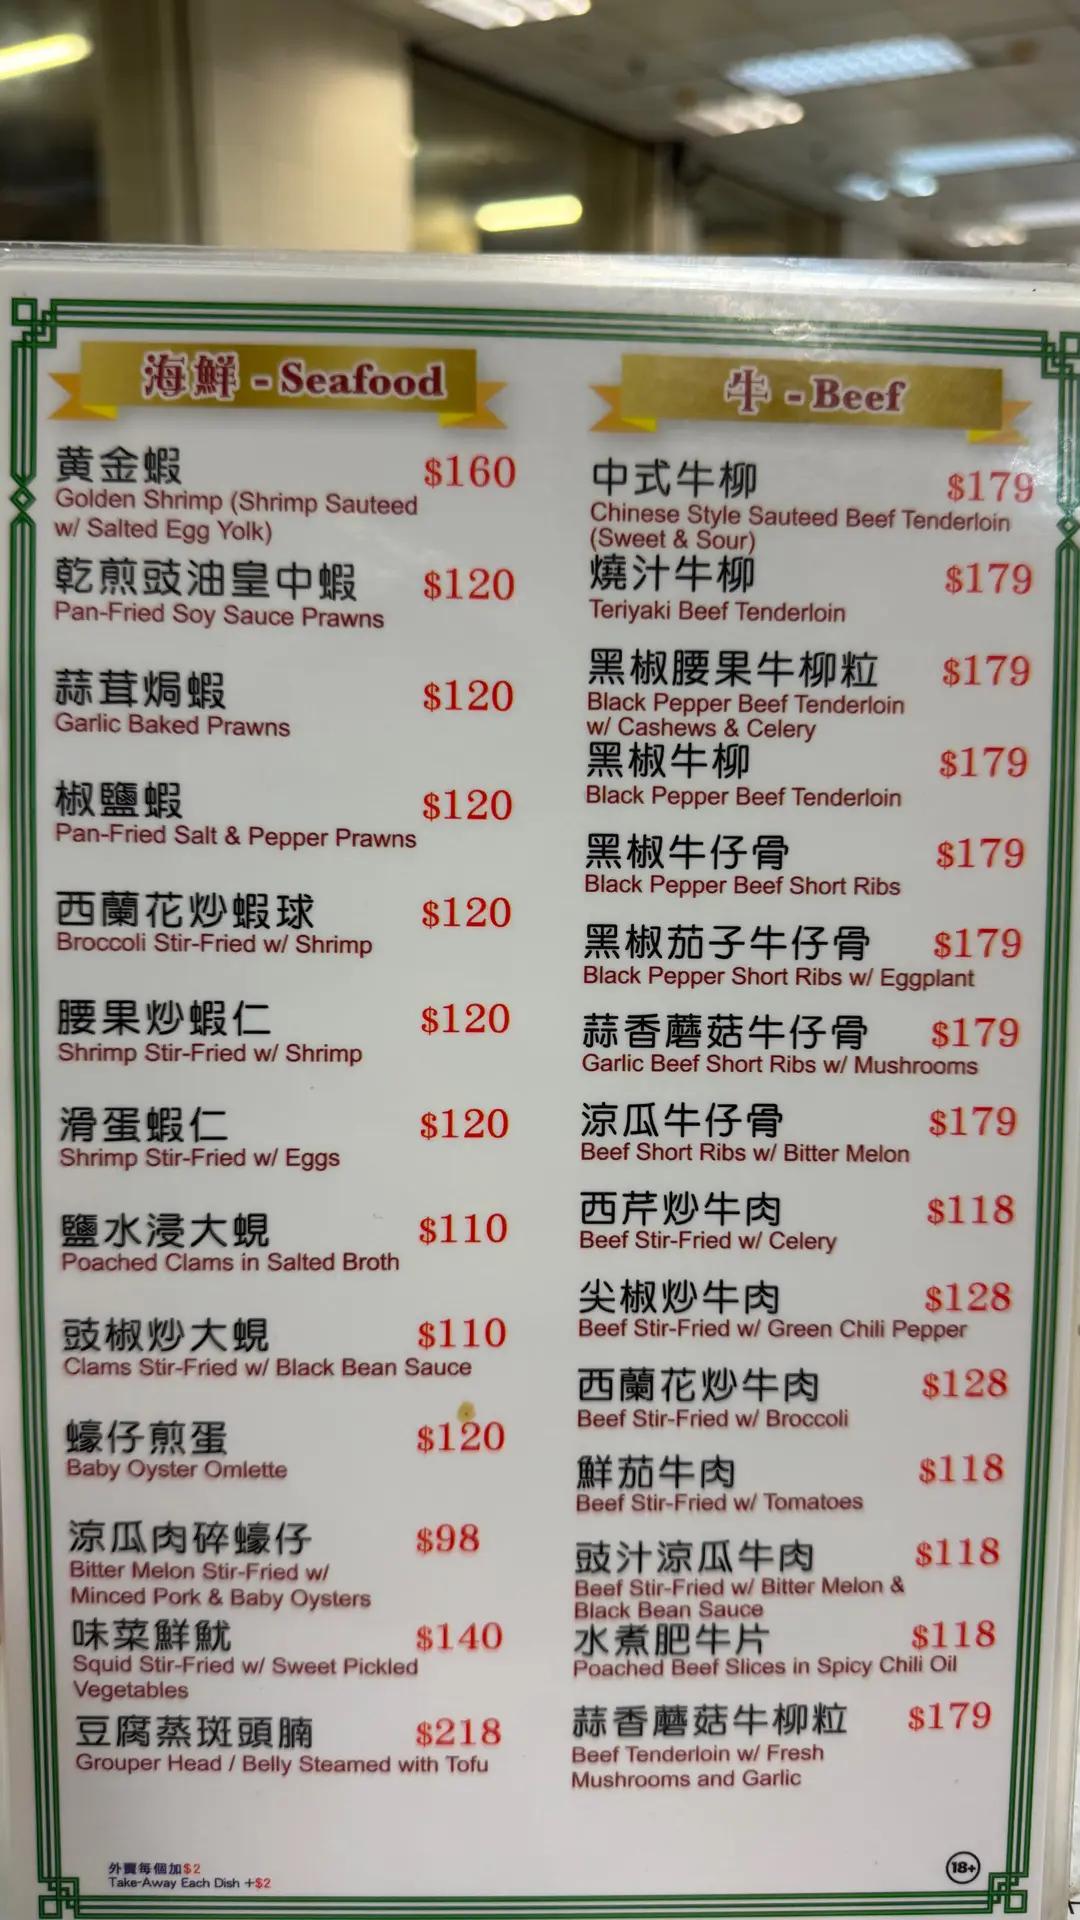 海鮮 - Seafood
黄金蝦 $160
Golden Shrimp (Shrimp Sauteed
w/ Salted Egg Yolk)
乾煎豉油皇中蝦 $120
Pan-Fried Soy Sauce Prawns
蒜茸焗蝦 $120
Garlic Baked Prawns
椒鹽蝦 $120
Pan-Fried Salt & Pepper Prawns
西蘭花炒蝦球 $120
Broccoli Stir-Fried w/ Shrimp
腰果炒蝦仁 $120
Shrimp Stir-Fried w/ Shrimp
滑蛋蝦仁 $120
Shrimp Stir-Fried w/ Eggs
鹽水浸大蜆 $110
Poached Clams in Salted Broth
豉椒炒大蜆 $110
Clams Stir-Fried w/ Black Bean Sauce
蠔仔煎蛋 $120
Baby Oyster Omlette
涼瓜肉碎蠔仔 $98
Bitter Melon Stir-Fried w/
Minced Pork & Baby Oysters
味菜鮮魷 $140
Squid Stir-Fried w/ Sweet Pickled
Vegetables
豆腐蒸斑頭腩 $218
Grouper Head / Belly Steamed with Tofu
外賣每個加$2
Take-Away Each Dish +$2
牛 - Beef
中式牛柳 $179
Chinese Style Sauteed Beef Tenderloin
(Sweet & Sour)
燒汁牛柳 $179
Teriyaki Beef Tenderloin
黑椒腰果牛柳粒 $179
Black Pepper Beef Tenderloin
w/ Cashews & Celery
黑椒牛柳 $179
Black Pepper Beef Tenderloin
黑椒牛仔骨 $179
Black Pepper Beef Short Ribs
黑椒茄子牛仔骨 $179
Black Pepper Short Ribs w/ Eggplant
蒜香蘑菇牛仔骨 $179
Garlic Beef Short Ribs w/ Mushrooms
涼瓜牛仔骨 $179
Beef Short Ribs w/ Bitter Melon
西芹炒牛肉 $118
Beef Stir-Fried w/ Celery
尖椒炒牛肉 $128
Beef Stir-Fried w/ Green Chili Pepper
西蘭花炒牛肉 $128
Beef Stir-Fried w/ Broccoli
鮮茄牛肉 $118
Beef Stir-Fried w/ Tomatoes
豉汁涼瓜牛肉 $118
Beef Stir-Fried w/ Bitter Melon &
Black Bean Sauce
水煮肥牛片 $118
Poached Beef Slices in Spicy Chili Oil
蒜香蘑菇牛柳粒 $179
Beef Tenderloin w/ Fresh
Mushrooms and Garlic
18+